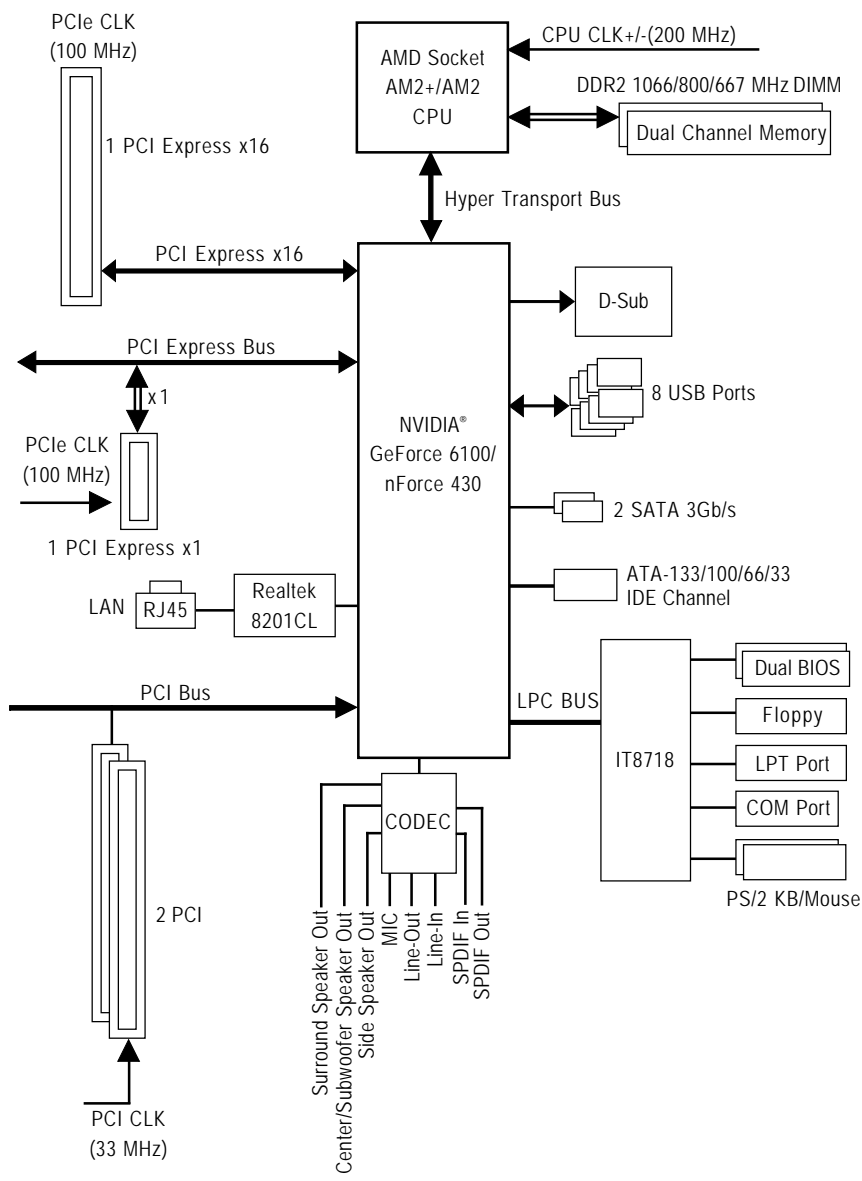 PCIe CLK
(100 MHz)
AMD Socket
AM2+/AM2
CPU
CPU CLK+/-(200 MHz)
DDR2 1066/800/667 MHz DIMM
Dual Channel Memory
1 PCI Express x16
Hyper Transport Bus
PCI Express x16
D-Sub
PCI Express Bus
x1
8 USB Ports
NVIDIA®
GeForce 6100/
nForce 430
PCIe CLK
(100 MHz)
2 SATA 3Gb/s
1 PCI Express x1
ATA-133/100/66/33
IDE Channel
LAN
RJ45
Realtek
8201CL
PCI Bus
LPC BUS
IT8718
Dual BIOS
Floppy
LPT Port
COM Port
PS/2 KB/Mouse
CODEC
2 PCI
Surround Speaker Out
Center/Subwoofer Speaker Out
Side Speaker Out
MIC
Line-Out
Line-In
SPDIF In
SPDIF Out
PCI CLK
(33 MHz)